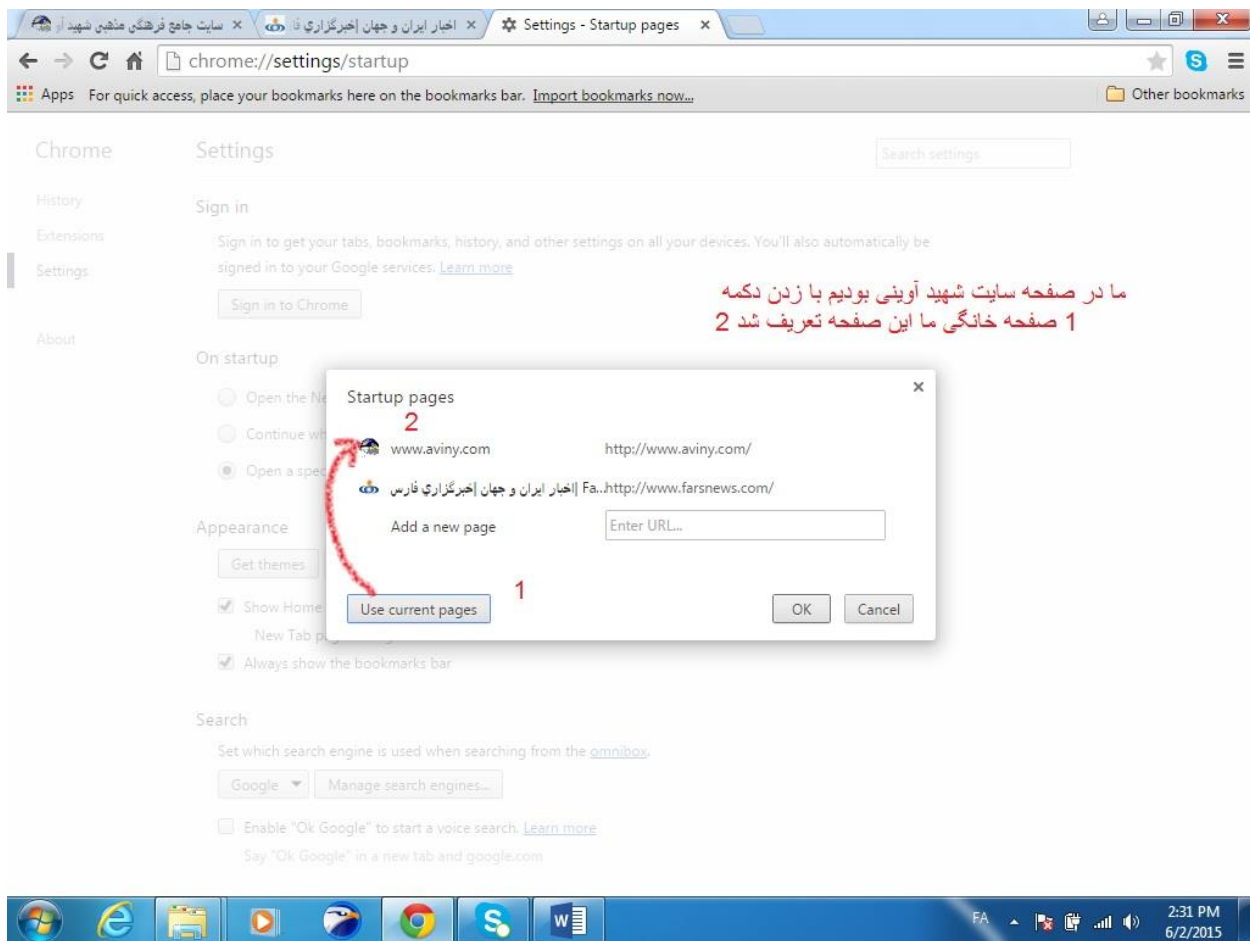 سایت جامع فرهنگی مذهبی شهید آو
اخبار ایران و جهان |خبرگزاري فا
Settings - Startup pages
chrome://settings/startup
Apps For quick access, place your bookmarks here on the bookmarks bar. Import bookmarks now... Other bookmarks
Chrome
Settings
Search settings
History
Extensions
Settings
About
Sign in
Sign in to get your tabs, bookmarks, history, and other settings on all your devices. You'll also automatically be
signed in to your Google services. Learn more
Sign in to Chrome
ما در صفحه سایت شهید آوینی بودیم با زدن دکمه
1 صفحه خانگی ما این صفحه تعریف شد 2
On startup
Open the Ne
Continue wh
Open a spec
Startup pages
2
www.aviny.com http://www.aviny.com/
اخبار ایران و جهان |خبرگزاري فارس| Fa...http://www.farsnews.com/
Add a new page Enter URL...
1
Use current pages OK Cancel
Appearance
Get themes
Show Home
New Tab p
Always show the bookmarks bar
Search
Set which search engine is used when searching from the omnibox.
Google Manage search engines...
Enable "Ok Google" to start a voice search. Learn more
Say "Ok Google" in a new tab and google.com
FA
2:31 PM
6/2/2015